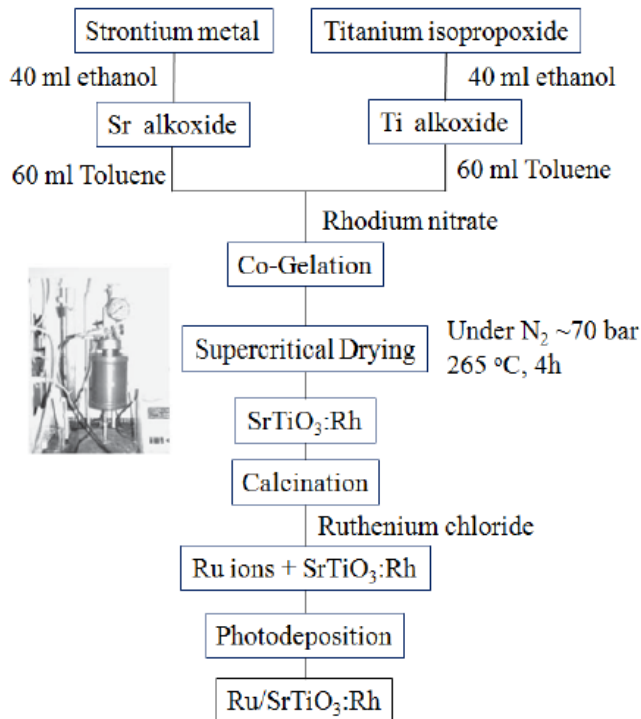 Strontium metal
Titanium isopropoxide
40 ml ethanol
40 ml ethanol
Sr alkoxide
Ti alkoxide
60 ml Toluene
60 ml Toluene
Rhodium nitrate
Co-Gelation
Supercritical Drying
Under N₂ ~70 bar
265 °C, 4h
SrTiO₃:Rh
Calcination
Ruthenium chloride
Ru ions + SrTiO₃:Rh
Photodeposition
Ru/SrTiO₃:Rh